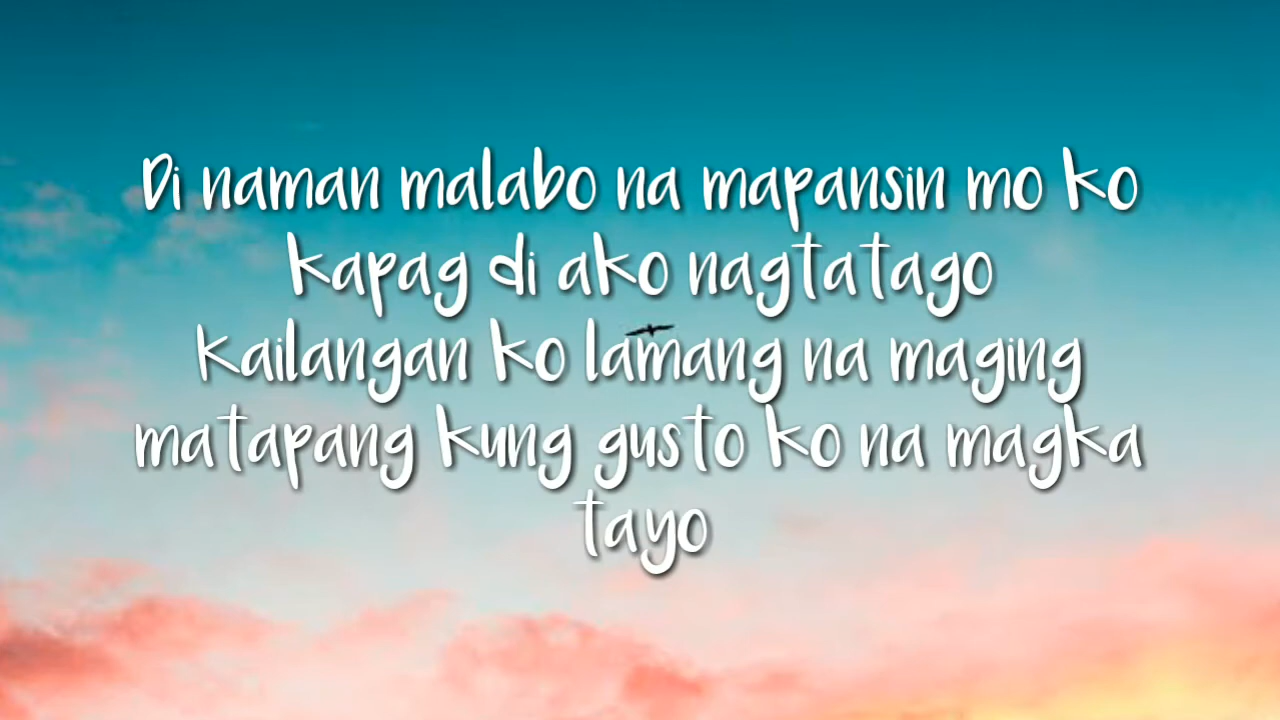 Di naman malabo na mapansin mo ko
kapag di ako nagtatago
kailangan ko lamang na maging
matapang kung gusto ko na magka
tayo